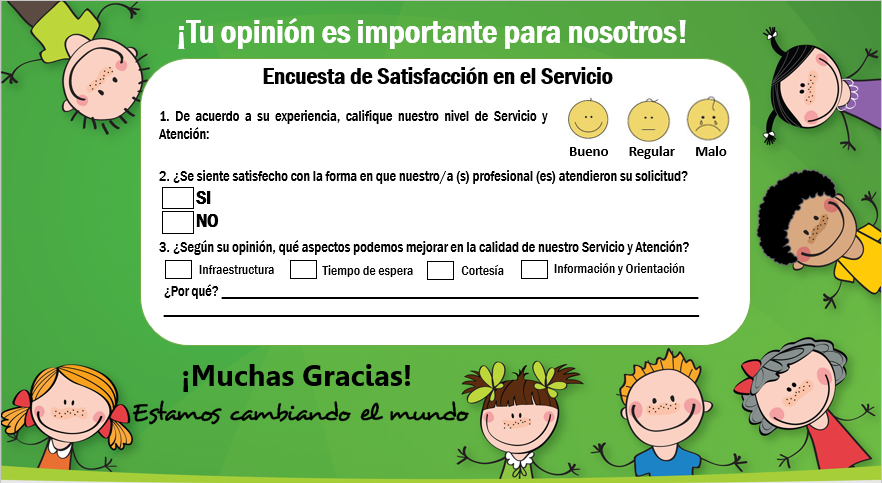 ¡Tu opinión es importante para nosotros!
Encuesta de Satisfacción en el Servicio
1. De acuerdo a su experiencia, califique nuestro nivel de Servicio y
Atención:
Bueno Regular Malo
2. ¿Se siente satisfecho con la forma en que nuestro/a (s) profesional (es) atendieron su solicitud?
SI
NO
3. ¿Según su opinión, qué aspectos podemos mejorar en la calidad de nuestro Servicio y Atención?
Infraestructura Tiempo de espera Cortesía Información y Orientación
¿Por qué?
¡Muchas Gracias!
Estamos cambiando el mundo